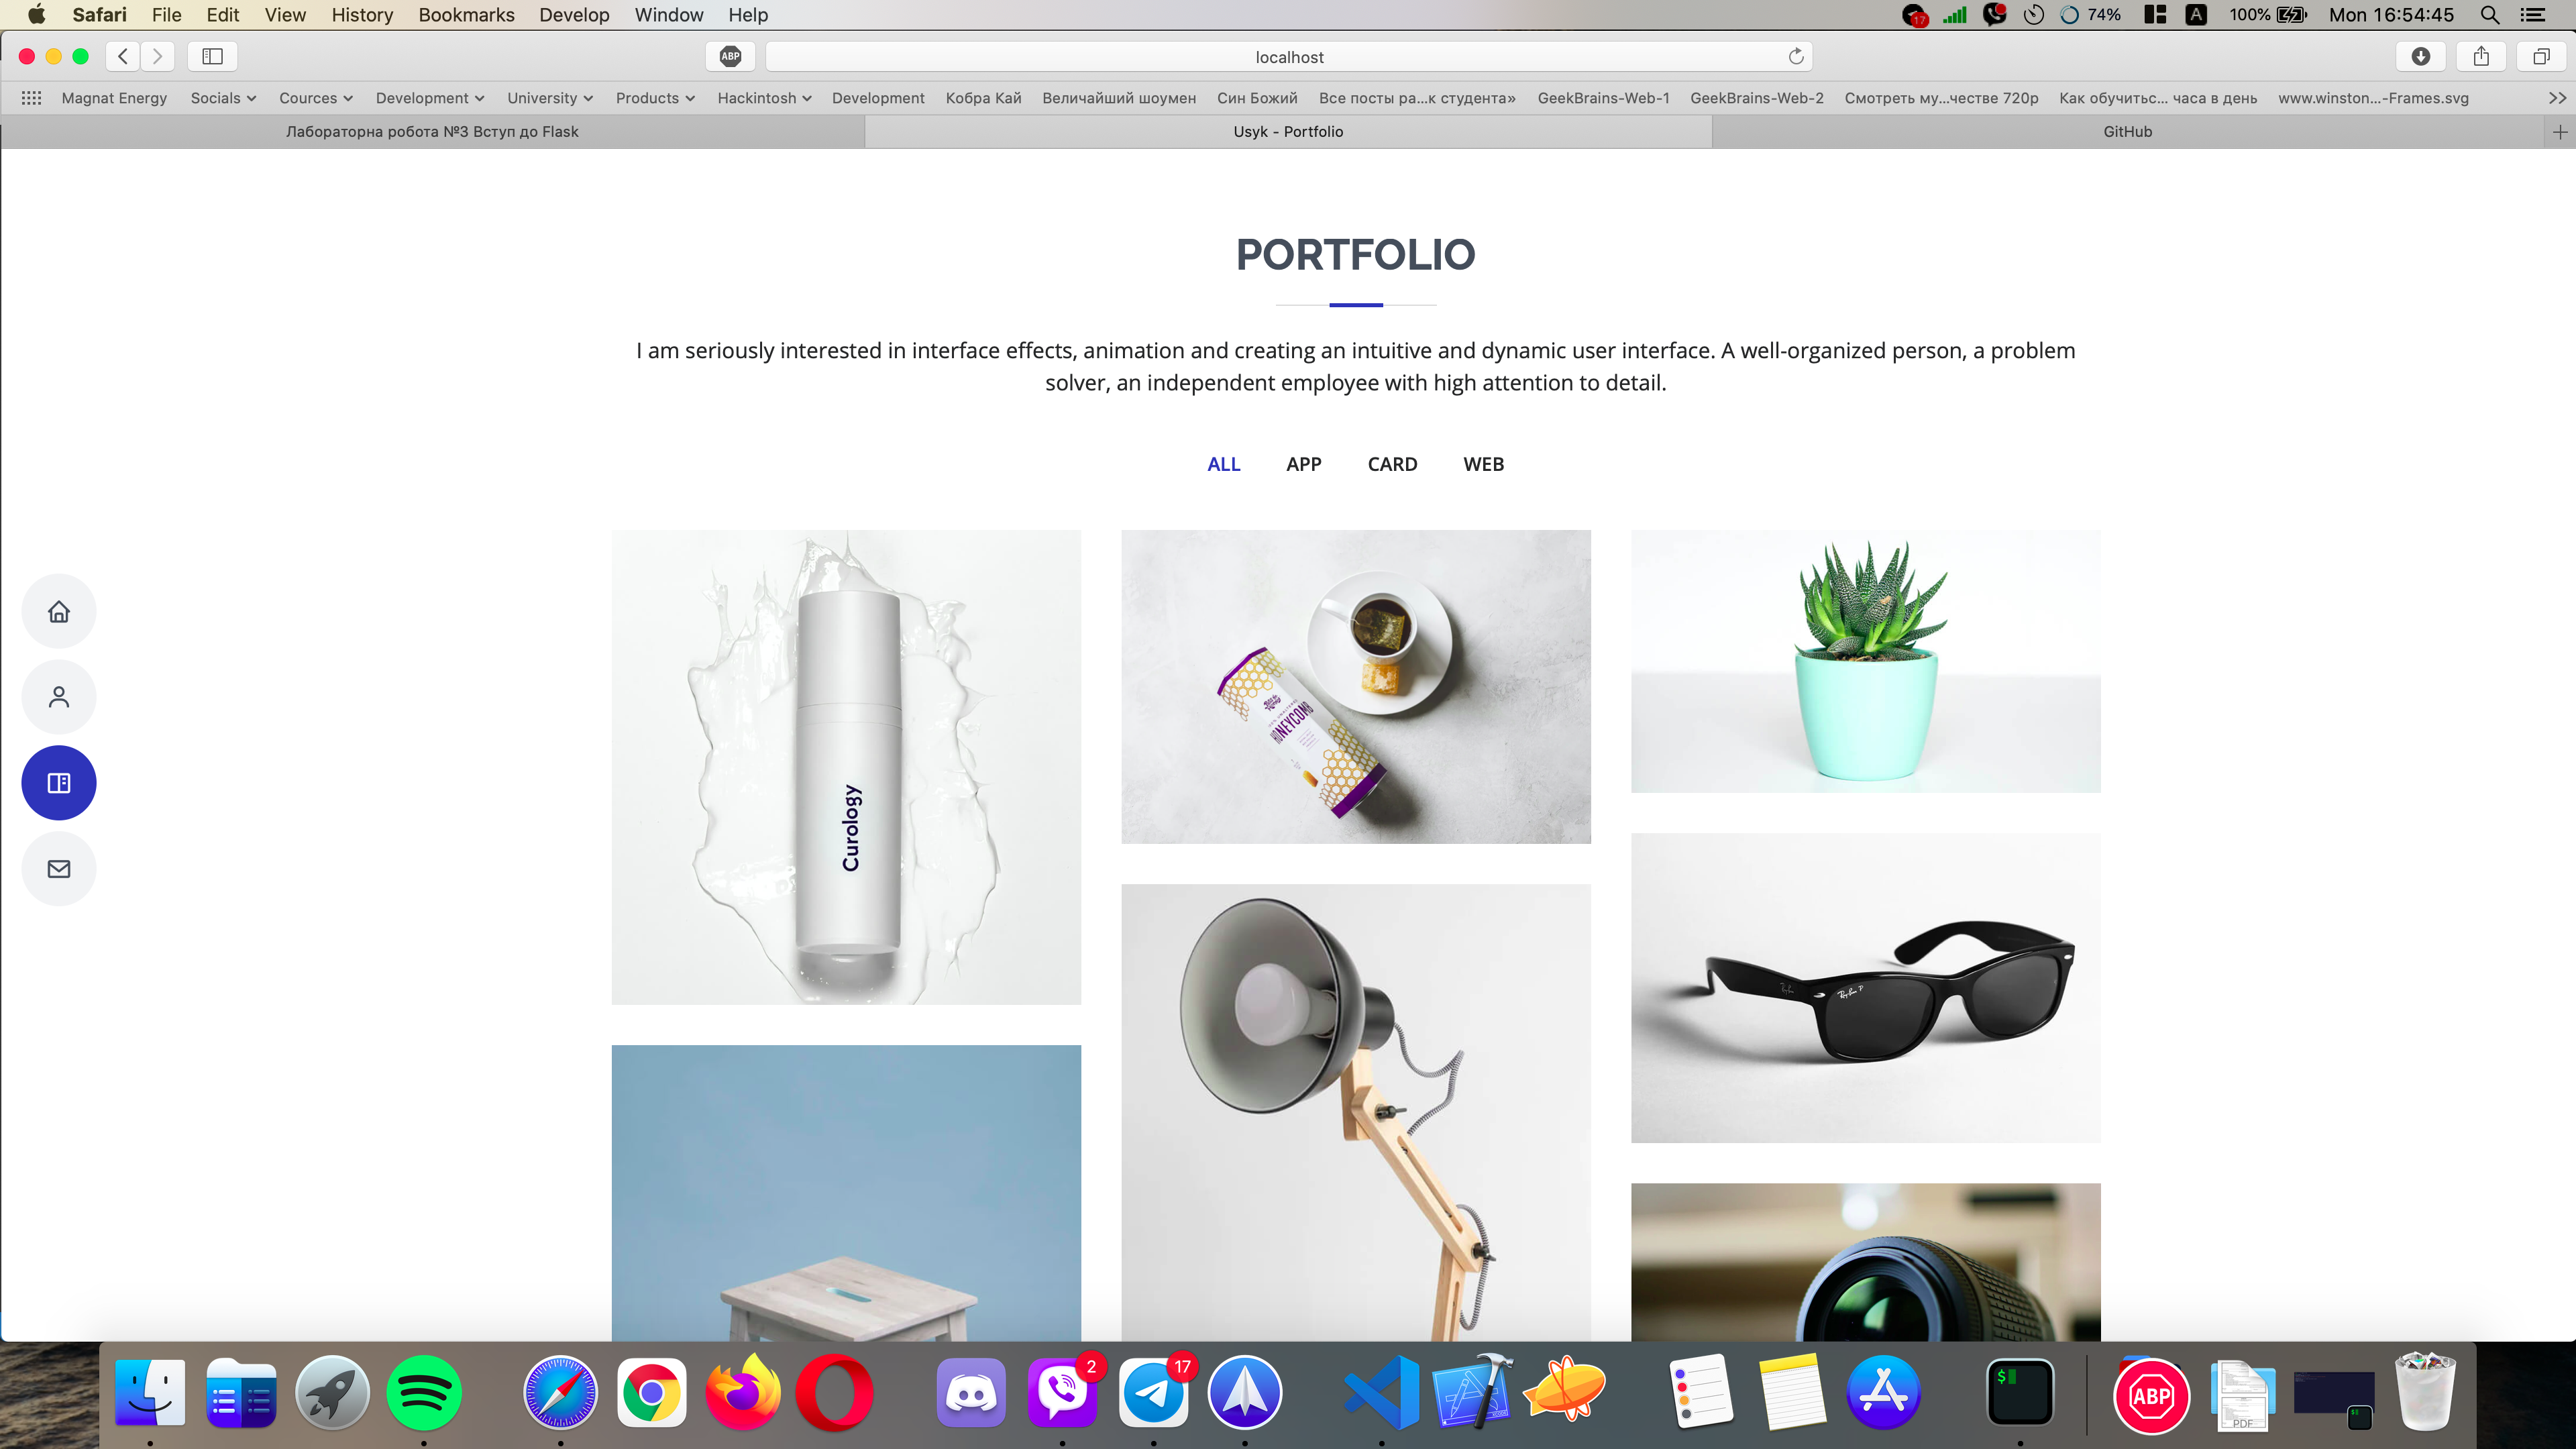 Safari File Edit View History Bookmarks Develop Window Help 17 74% A 100% Mon 16:54:45
ABP localhost
Magnat Energy Socials Cources Development University Products Hackintosh Development Кобра Кай Величайший шоумен Син Божий Все посты ра...к студента» GeekBrains-Web-1 GeekBrains-Web-2 Смотреть му...честве 720p Как обучитьс... часа в день www.winston...-Frames.svg
Лабораторна робота №3 Вступ до Flask Usyk - Portfolio GitHub
PORTFOLIO
I am seriously interested in interface effects, animation and creating an intuitive and dynamic user interface. A well-organized person, a problem
solver, an independent employee with high attention to detail.
ALL APP CARD WEB
Curology
HONEYCOMB
Ray-Ban P
2 17 $ ABP PDF $